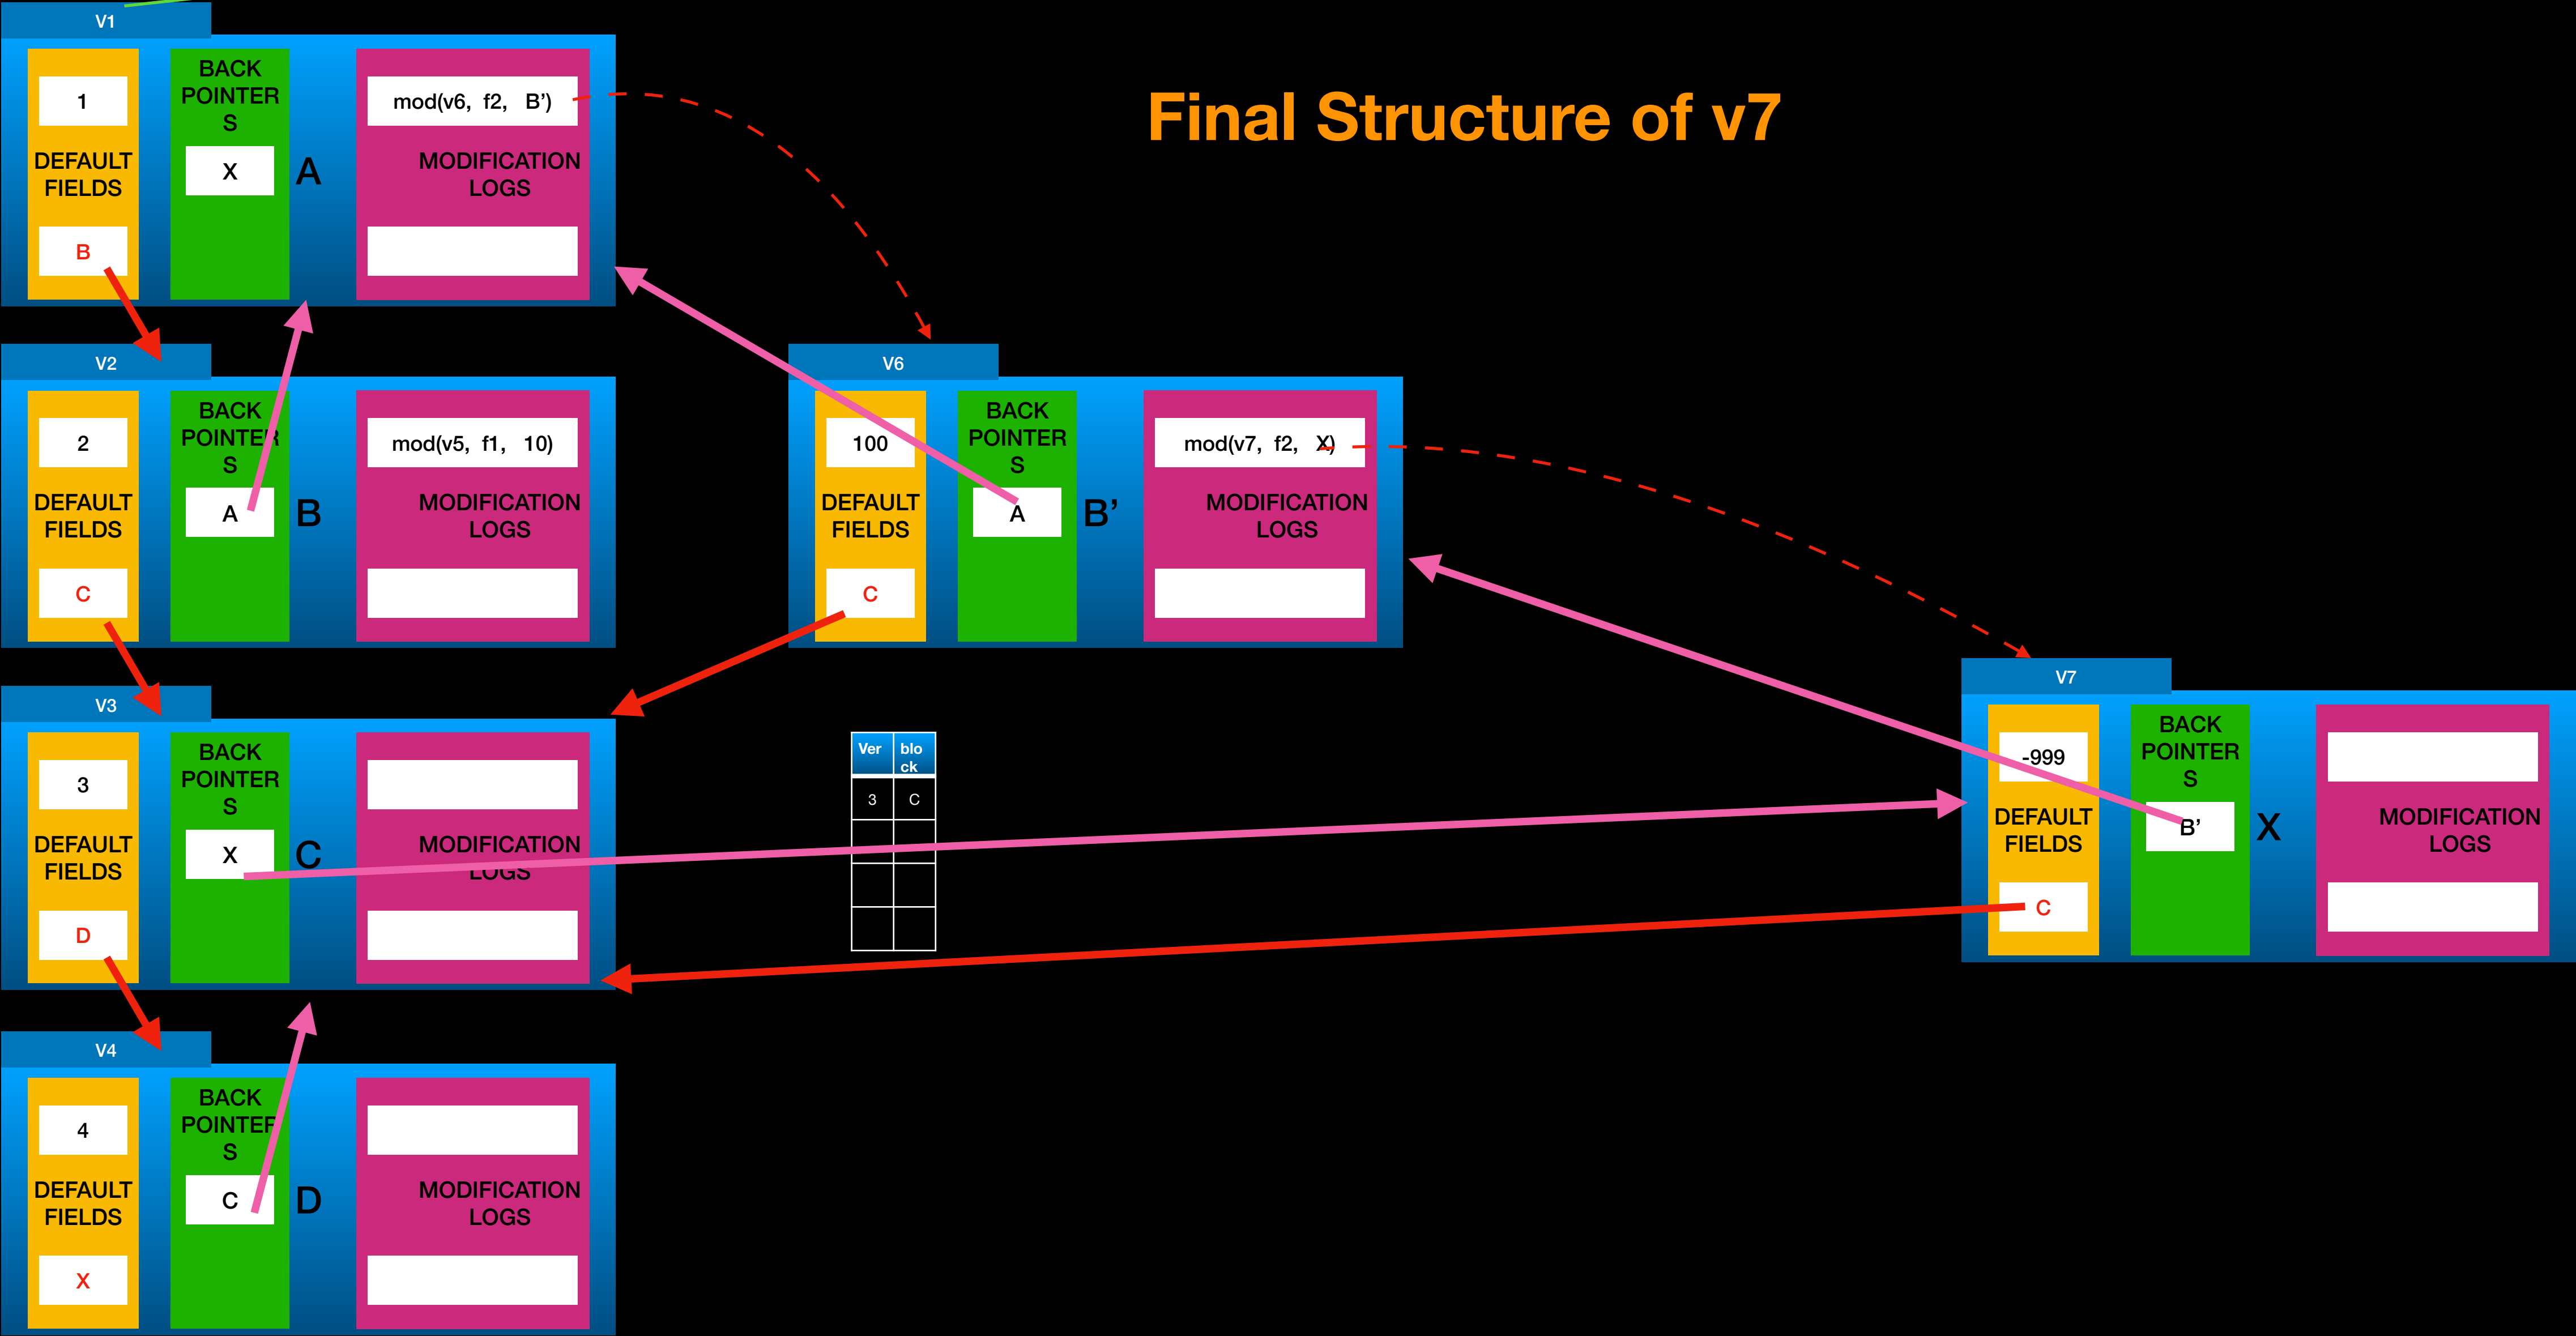 Final Structure of v7
V1
1
DEFAULT
FIELDS
B
BACK
POINTER
S
X
A
mod(v6, f2, B’)
MODIFICATION
LOGS
V2
2
DEFAULT
FIELDS
C
BACK
POINTER
S
A
B
mod(v5, f1, 10)
MODIFICATION
LOGS
V6
100
DEFAULT
FIELDS
C
BACK
POINTER
S
A
B’
mod(v7, f2, X)
MODIFICATION
LOGS
V3
3
DEFAULT
FIELDS
D
BACK
POINTER
S
X
C
MODIFICATION
LOGS
Ver blo
ck
3 C
V7
-999
DEFAULT
FIELDS
C
BACK
POINTER
S
B’
X
MODIFICATION
LOGS
V4
4
DEFAULT
FIELDS
X
BACK
POINTER
S
C
D
MODIFICATION
LOGS